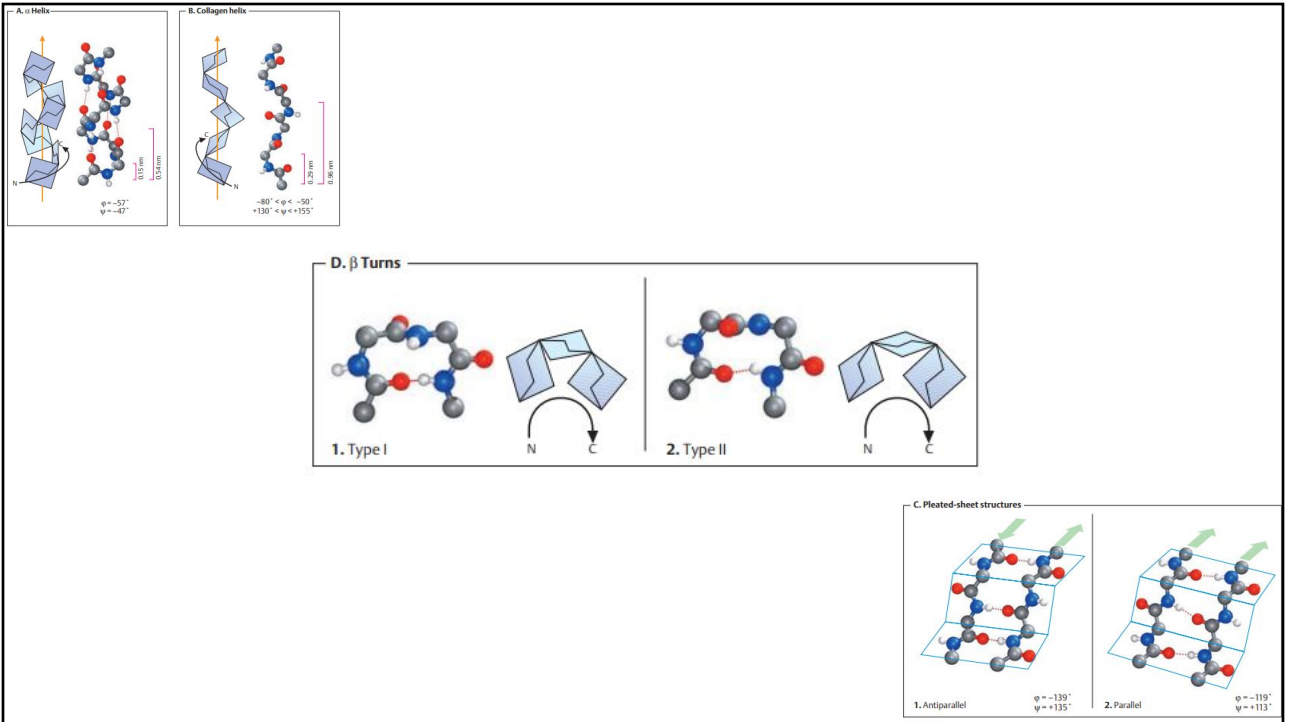 A. α Helix
C
N
0.15 nm
0.54 nm
φ = –57˚
ψ = –47˚
B. Collagen helix
C
N
0.29 nm
0.96 nm
–80˚ < φ < –50˚
+130˚ < ψ < +155˚
D. β Turns
1. Type I
N C
2. Type II
N C
C. Pleated-sheet structures
1. Antiparallel
φ = –139˚
ψ = +135˚
2. Parallel
φ = –119˚
ψ = +113˚